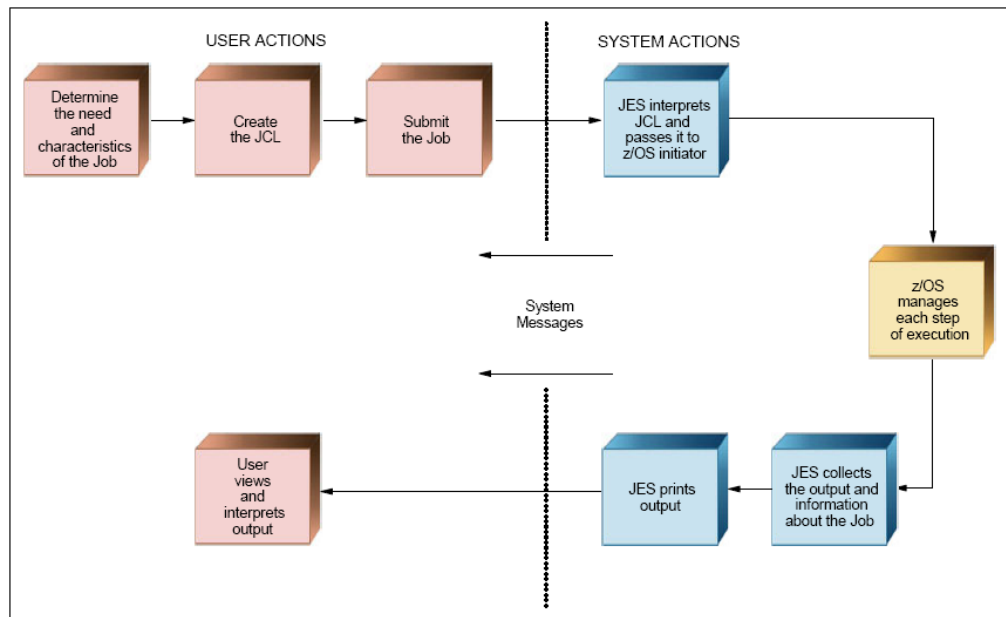 USER ACTIONS
SYSTEM ACTIONS
Determine
the need
and
characteristics
of the Job
Create
the JCL
Submit
the Job
JES interprets
JCL and
passes it to
z/OS initiator
z/OS
manages
each step
of execution
System
Messages
User
views
and
interprets
output
JES prints
output
JES collects
the output and
information
about the Job